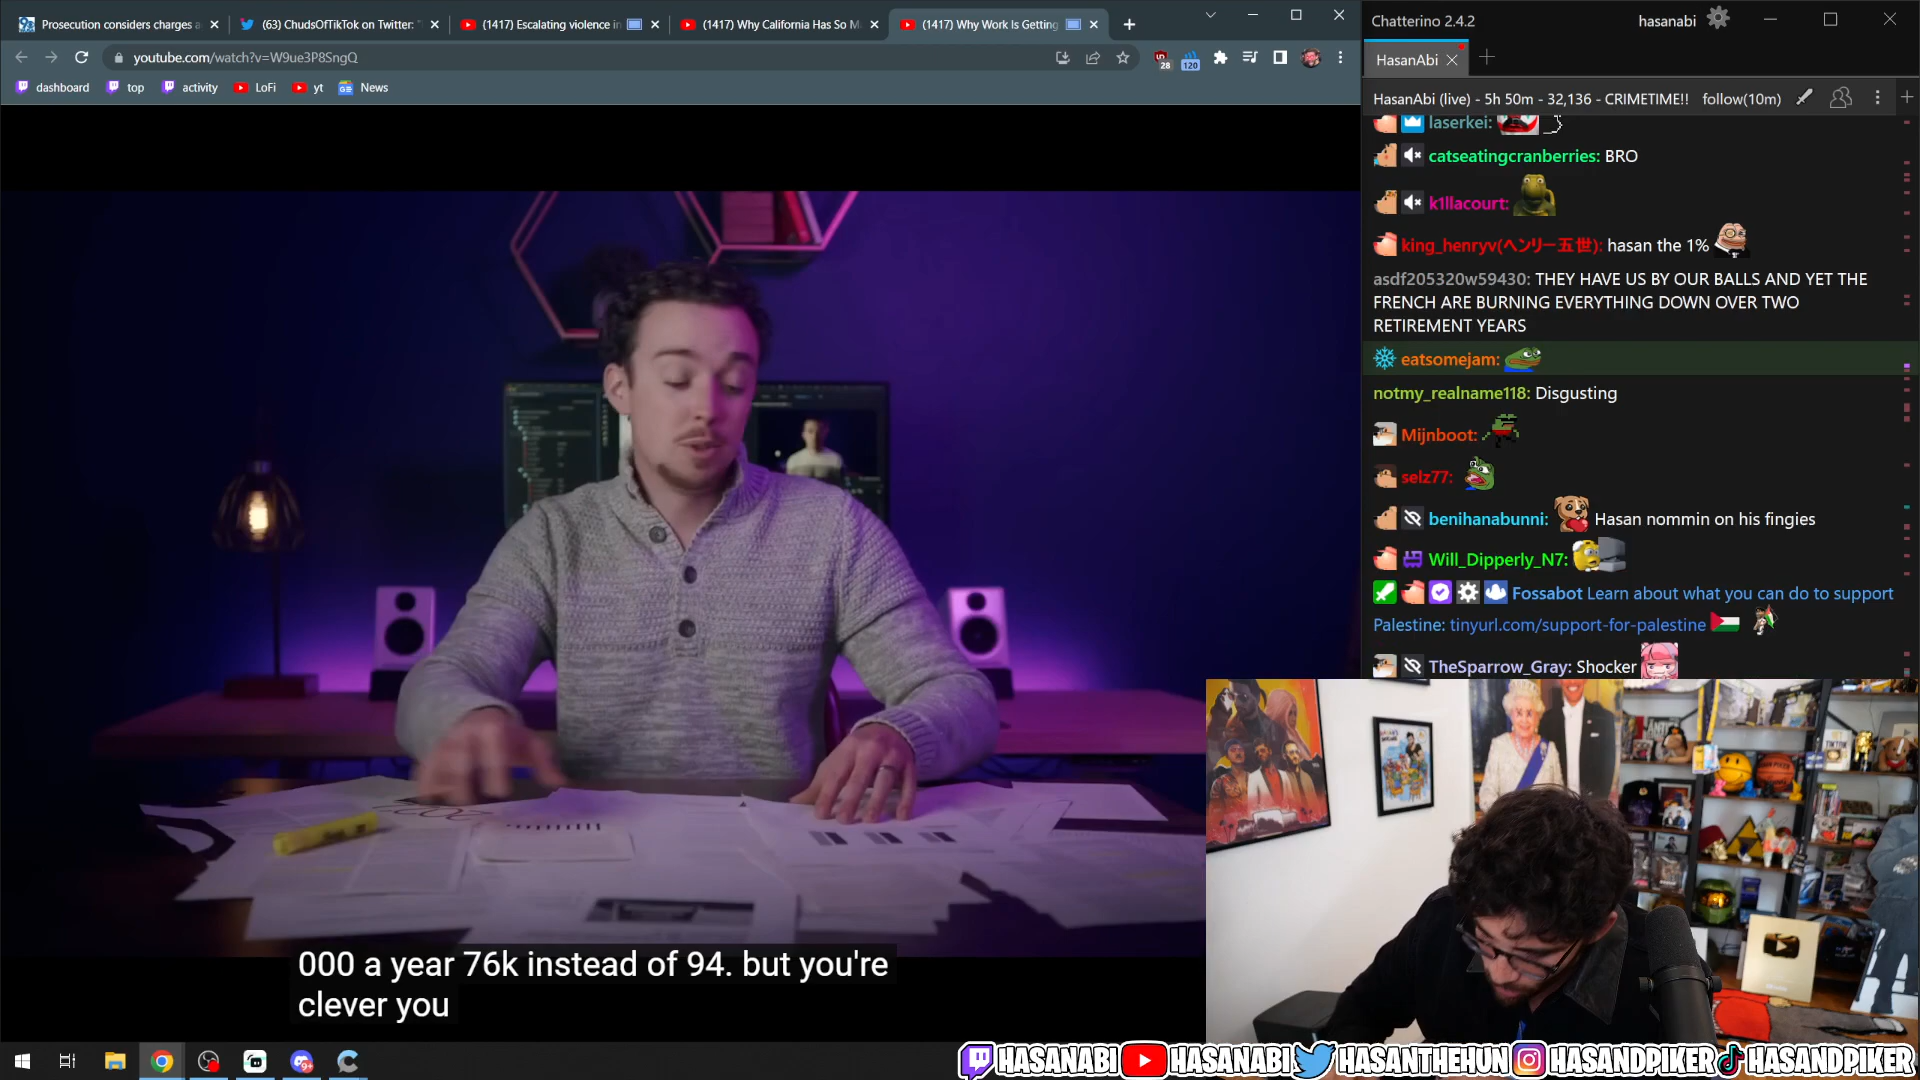 Prosecution considers charges a
(63) ChudsOfTikTok on Twitter: "
(1417) Escalating violence in
(1417) Why California Has So M
(1417) Why Work Is Getting
youtube.com/watch?v=W9ue3P8SngQ
28
120
dashboard
top
activity
LoFi
yt
News
Chatterino 2.4.2
hasanabi
HasanAbi
HasanAbi (live) - 5h 50m - 32,136 - CRIMETIME!!
follow(10m)
laserkei:
catseatingcranberries: BRO
k1llacourt:
king_henryv(ヘンリー五世): hasan the 1%
asdf205320w59430: THEY HAVE US BY OUR BALLS AND YET THE
FRENCH ARE BURNING EVERYTHING DOWN OVER TWO
RETIREMENT YEARS
eatsomejam:
notmy_realname118: Disgusting
Mijnboot:
selz77:
benihanabunni: Hasan nommin on his fingies
Will_Dipperly_N7:
Fossabot Learn about what you can do to support
Palestine: tinyurl.com/support-for-palestine
TheSparrow_Gray: Shocker
000 a year 76k instead of 94. but you're
clever you
HASANABI HASANABI HASANTHEHUN HASANDPIKER HASANDPIKER